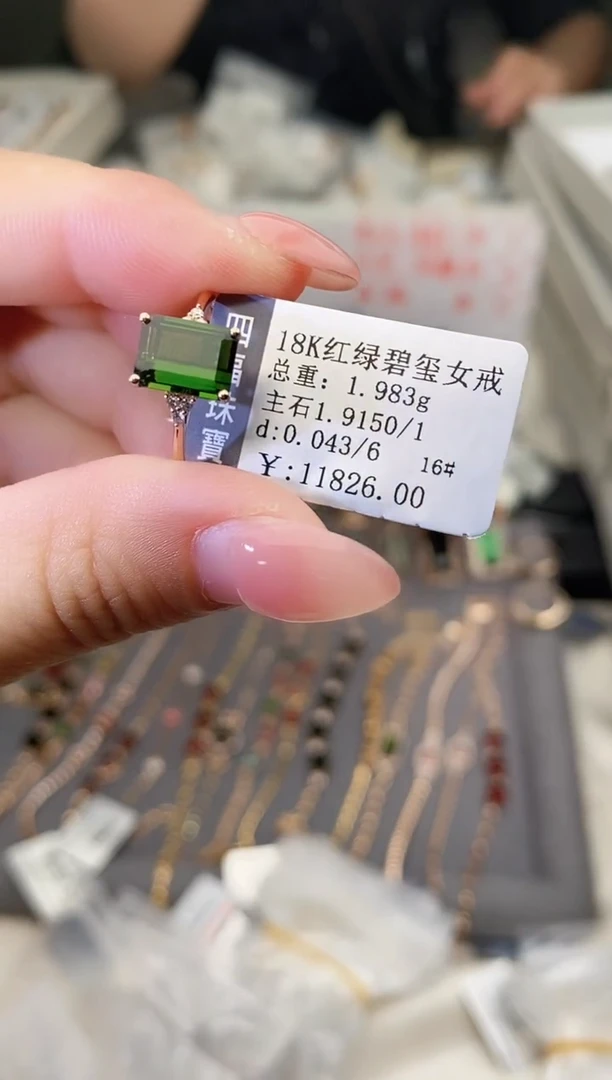 珠寶
18K红绿碧玺女戒
总重: 1.983g
主石1.9150/1
d:0.043/6 16#
¥:11826.00